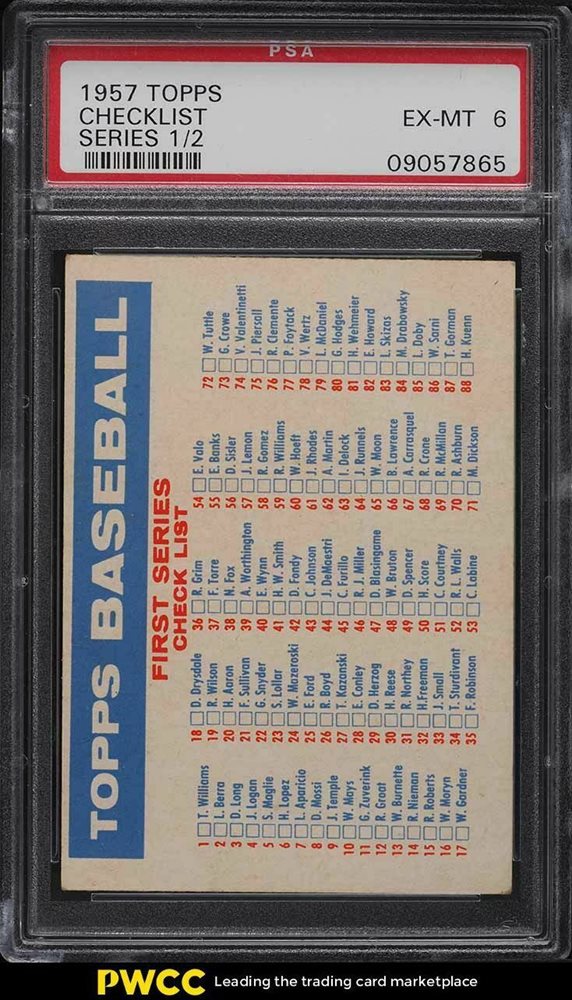 PSA
1957 TOPPS
CHECKLIST EX-MT 6
SERIES 1/2
09057865
TOPPS BASEBALL
FIRST SERIES
CHECK LIST
1 T. Williams
2 L. Berra
3 D. Long
4 J. Logan
5 S. Maglie
6 H. Lopez
7 L. Aparicio
8 D. Mossi
9 J. Temple
10 W. Mays
11 G. Zuverink
12 R. Groat
13 W. Burnette
14 R. Nieman
15 R. Roberts
16 W. Moryn
17 W. Gardner
18 D. Drysdale
19 R. Wilson
20 H. Aaron
21 F. Sullivan
22 G. Snyder
23 S. Lollar
24 W. Mazeroski
25 E. Ford
26 R. Boyd
27 T. Kazanski
28 E. Conley
29 D. Herzog
30 H. Reese
31 R. Northey
32 H.Freeman
33 J. Small
34 T. Sturdivant
35 F. Robinson
36 R. Grim
37 F. Torre
38 N. Fox
39 A. Worthington
40 E. Wynn
41 H.W. Smith
42 D. Fondy
43 C. Johnson
44 J. DeMaestri
45 C. Furillo
46 R.J. Miller
47 D. Blasingame
48 W. Bruton
49 D. Spencer
50 H. Score
51 C. Courtney
52 R.L. Walls
53 C. Labine
54 E. Valo
55 E. Banks
56 D. Sisler
57 J. Lemon
58 R. Gomez
59 R. Williams
60 W. Hoeft
61 J. Rhodes
62 A. Martin
63 I. Delock
64 J. Runnels
65 W. Moon
66 B. Lawrence
67 A. Carrasquel
68 R. Crone
69 R. McMillan
70 R. Ashburn
71 M. Dickson
72 W. Tuttle
73 G. Crowe
74 V. Valentinetti
75 J. Piersall
76 R. Clemente
77 P. Foytack
78 V. Wertz
79 L. McDaniel
80 G. Hodges
81 H. Wehmeier
82 E. Howard
83 L. Skizas
84 M. Drabowsky
85 L. Doby
86 W. Sarni
87 T. Gorman
88 H. Kuenn
PWCC Leading the trading card marketplace